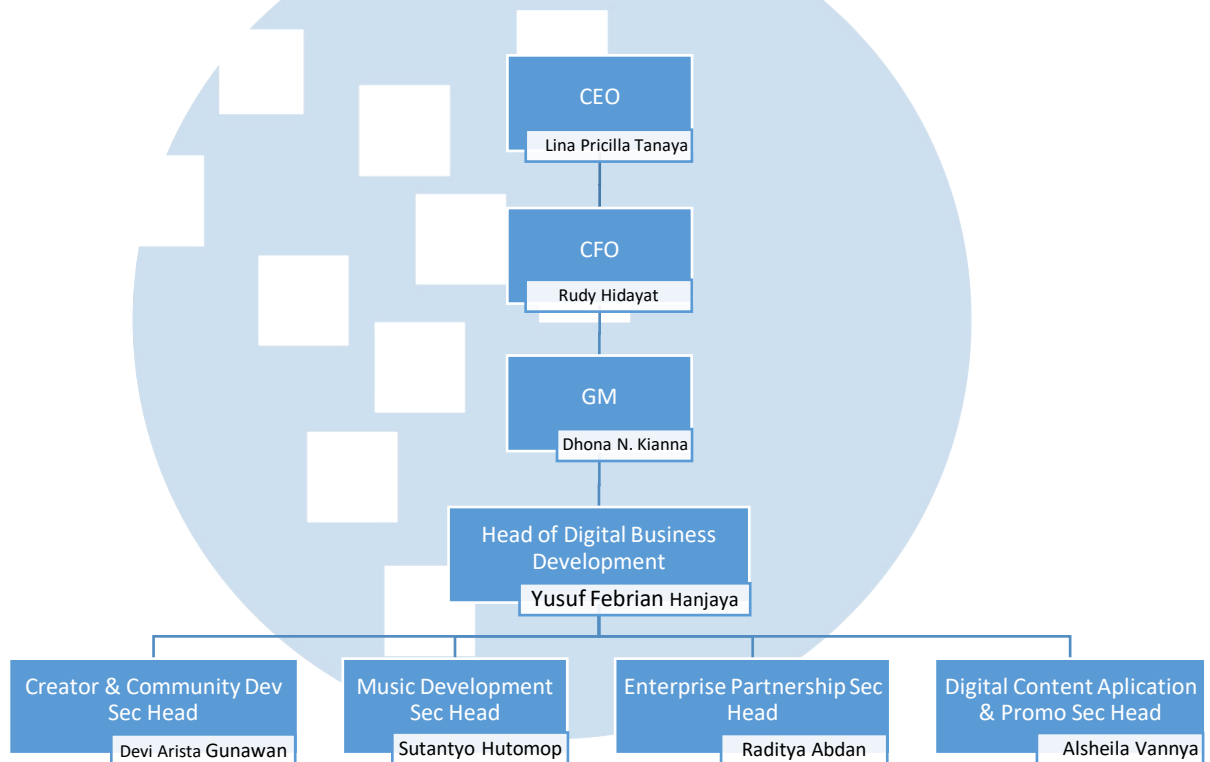 CEO
Lina Pricilla Tanaya
CFO
Rudy Hidayat
GM
Dhona N. Kianna
Head of Digital Business
Development
Yusuf Febrian Hanjaya
Creator & Community Dev
Sec Head
Devi Arista Gunawan
Music Development
Sec Head
Sutantyo Hutomop
Enterprise Partnership Sec
Head
Raditya Abdan
Digital Content Aplication
& Promo Sec Head
Alsheila Vannya